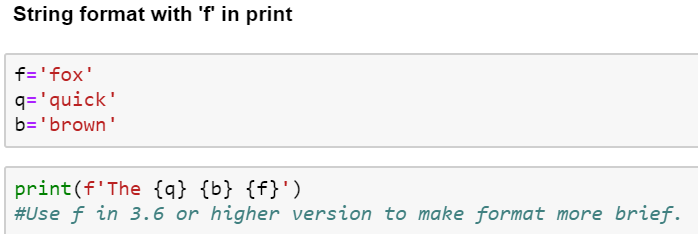 String format with 'f' in print
f='fox'
q='quick'
b='brown'
print(f'The {q} {b} {f}')
#Use f in 3.6 or higher version to make format more brief.